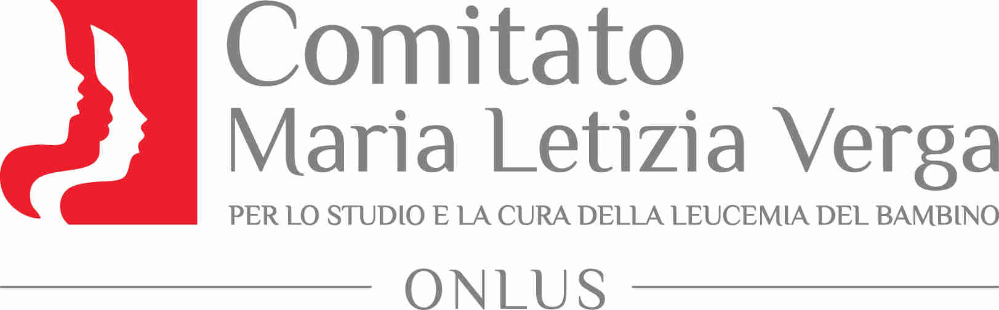 Comitato
Maria Letizia Verga
PER LO STUDIO E LA CURA DELLA LEUCEMIA DEL BAMBINO
ONLUS